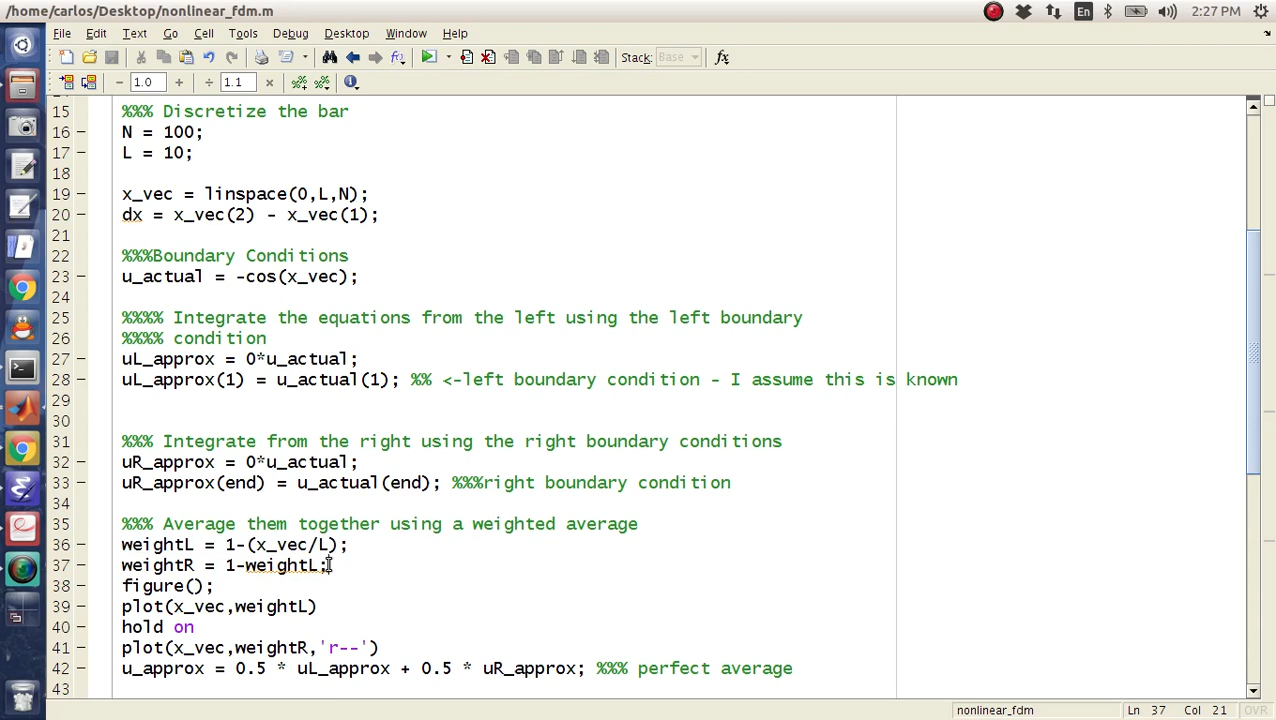 /home/carlos/Desktop/nonlinear_fdm.m
En
2:27 PM
File Edit Text Go Cell Tools Debug Desktop Window Help
Stack: Base
fx
− 1.0 + ÷ 1.1 ×
15 %%% Discretize the bar
16 N = 100;
17 L = 10;
18
19 x_vec = linspace(0,L,N);
20 dx = x_vec(2) - x_vec(1);
21
22 %%%Boundary Conditions
23 u_actual = -cos(x_vec);
24
25 %%%% Integrate the equations from the left using the left boundary
26 %%%% condition
27 uL_approx = 0*u_actual;
28 uL_approx(1) = u_actual(1); %% <-left boundary condition - I assume this is known
29
30
31 %%% Integrate from the right using the right boundary conditions
32 uR_approx = 0*u_actual;
33 uR_approx(end) = u_actual(end); %%%right boundary condition
34
35 %%% Average them together using a weighted average
36 weightL = 1-(x_vec/L);
37 weightR = 1-weightL;
38 figure();
39 plot(x_vec,weightL)
40 hold on
41 plot(x_vec,weightR,'r--')
42 u_approx = 0.5 * uL_approx + 0.5 * uR_approx; %%% perfect average
43
nonlinear_fdm Ln 37 Col 21 OVR